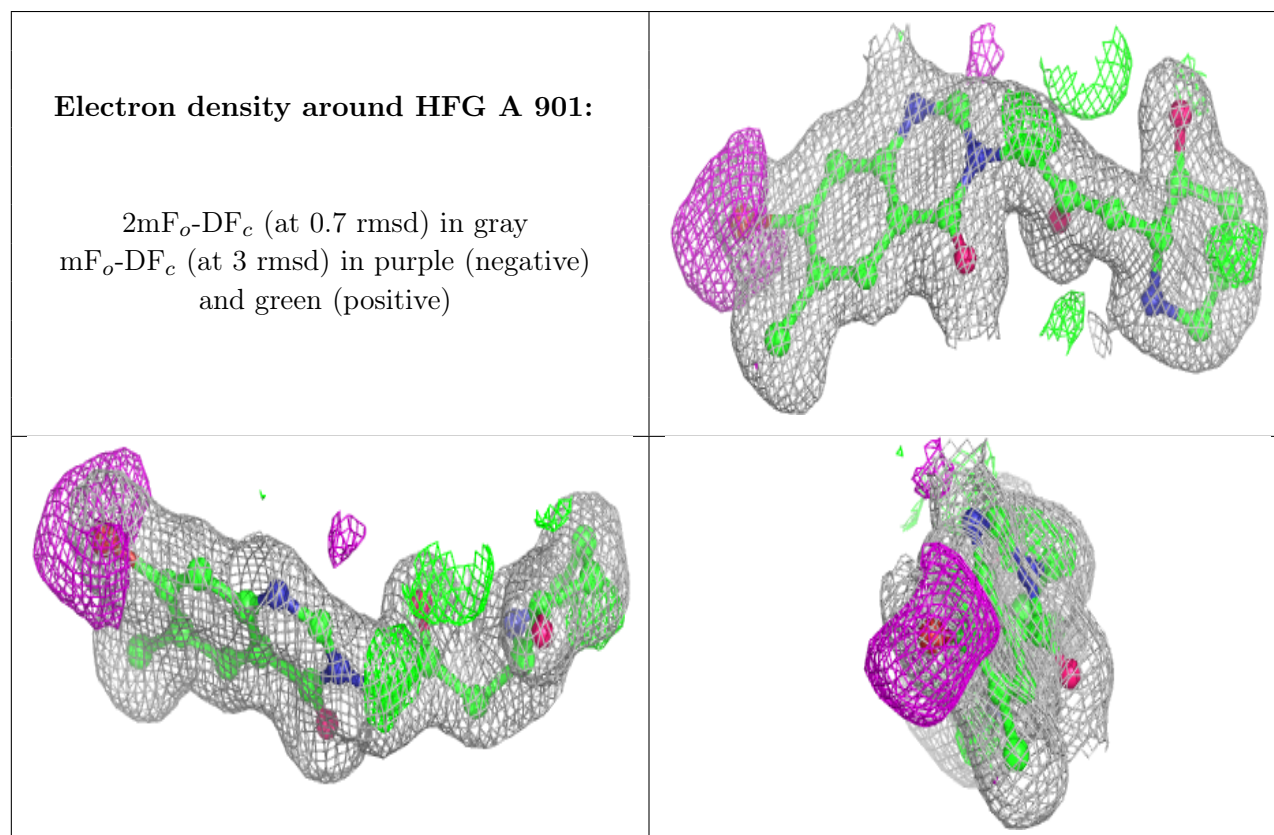 Electron density around HFG A 901:
2mFₒ-DF𝒸 (at 0.7 rmsd) in gray
mFₒ-DF𝒸 (at 3 rmsd) in purple (negative)
and green (positive)